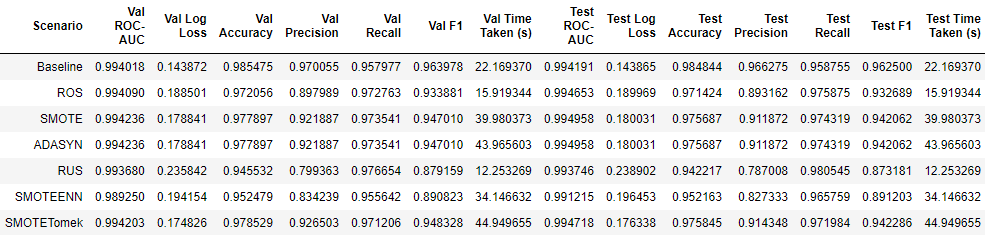 Scenario Val ROC-AUC Val Log Loss Val Accuracy Val Precision Val Recall Val F1 Val Time Taken (s) Test ROC-AUC Test Log Loss Test Accuracy Test Precision Test Recall Test F1 Test Time Taken (s)
Baseline 0.994018 0.143872 0.985475 0.970055 0.957977 0.963978 22.169370 0.994191 0.143865 0.984844 0.966275 0.958755 0.962500 22.169370
ROS 0.994090 0.188501 0.972056 0.897989 0.972763 0.933881 15.919344 0.994653 0.189969 0.971424 0.893162 0.975875 0.932689 15.919344
SMOTE 0.994236 0.178841 0.977897 0.921887 0.973541 0.947010 39.980373 0.994958 0.180031 0.975687 0.911872 0.974319 0.942062 39.980373
ADASYN 0.994236 0.178841 0.977897 0.921887 0.973541 0.947010 43.965603 0.994958 0.180031 0.975687 0.911872 0.974319 0.942062 43.965603
RUS 0.993680 0.235842 0.945532 0.799363 0.976654 0.879159 12.253269 0.993746 0.238902 0.942217 0.787008 0.980545 0.873181 12.253269
SMOTEENN 0.989250 0.194154 0.952479 0.834239 0.955642 0.890823 34.146632 0.991215 0.196453 0.952163 0.827333 0.965759 0.891203 34.146632
SMOTETomek 0.994203 0.174826 0.978529 0.926503 0.971206 0.948328 44.949655 0.994718 0.176338 0.975845 0.914348 0.971984 0.942286 44.949655